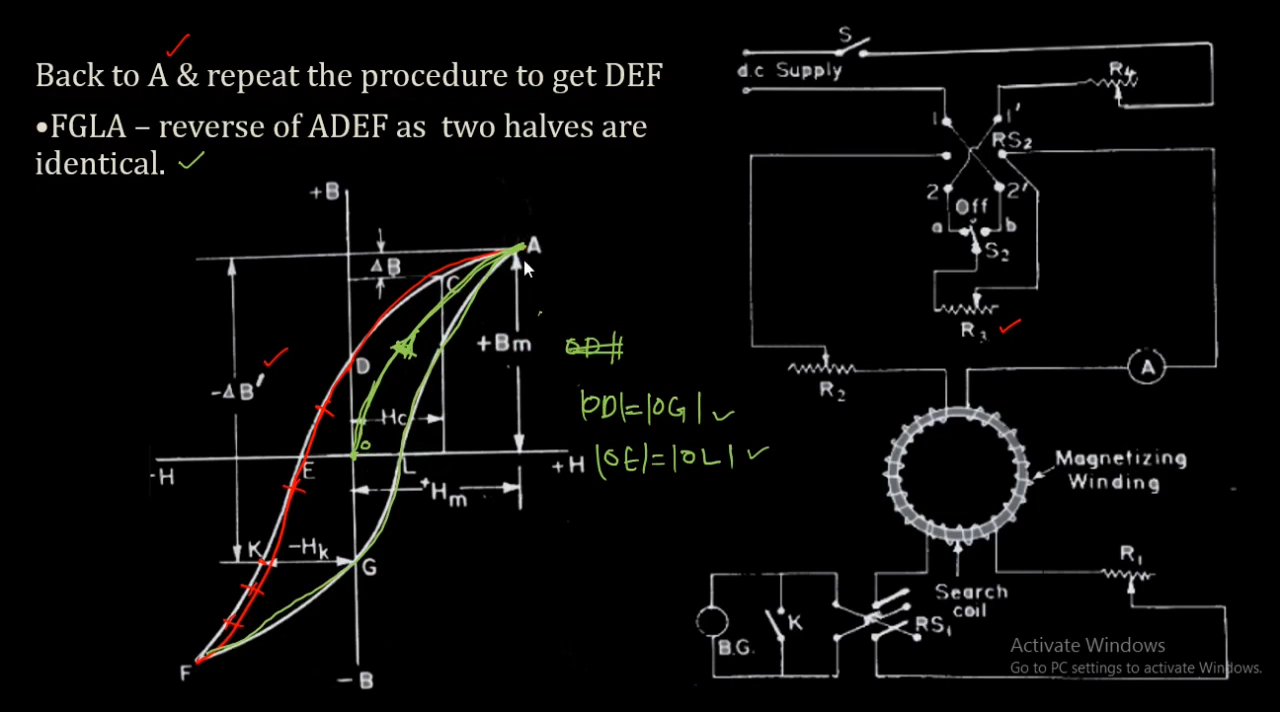 Back to A & repeat the procedure to get DEF
•FGLA – reverse of ADEF as two halves are
identical.
+B
A
ΔB
C
+Bm
D
-ΔB'
Hc
O
-H
E
L
+H
+Hm
K
-Hk
G
F
-B
|OD|=|OG|
|OE|=|OL|
S
d.c Supply
R4
1
1'
RS2
2
2'
Off
a
b
S2
R3
R2
A
Magnetizing
Winding
R1
Search
coil
B.G.
K
RS1
Activate Windows
Go to PC settings to activate Windows.